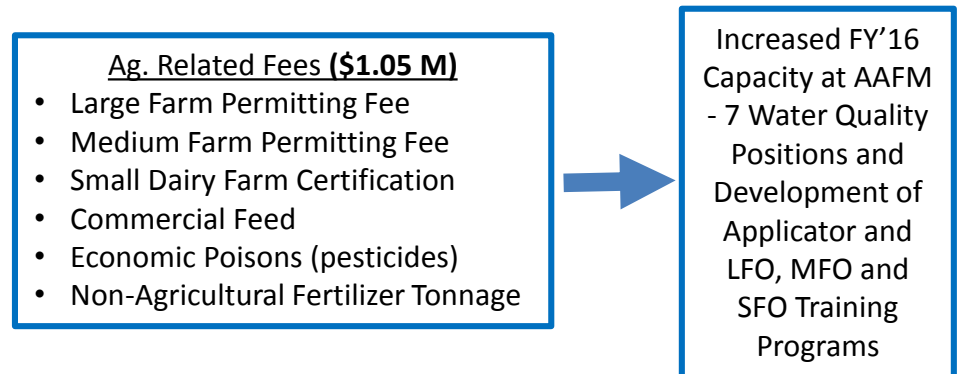 Ag. Related Fees ($1.05 M)
• Large Farm Permitting Fee
• Medium Farm Permitting Fee
• Small Dairy Farm Certification
• Commercial Feed
• Economic Poisons (pesticides)
• Non-Agricultural Fertilizer Tonnage
Increased FY’16
Capacity at AAFM
- 7 Water Quality
Positions and
Development of
Applicator and
LFO, MFO and
SFO Training
Programs